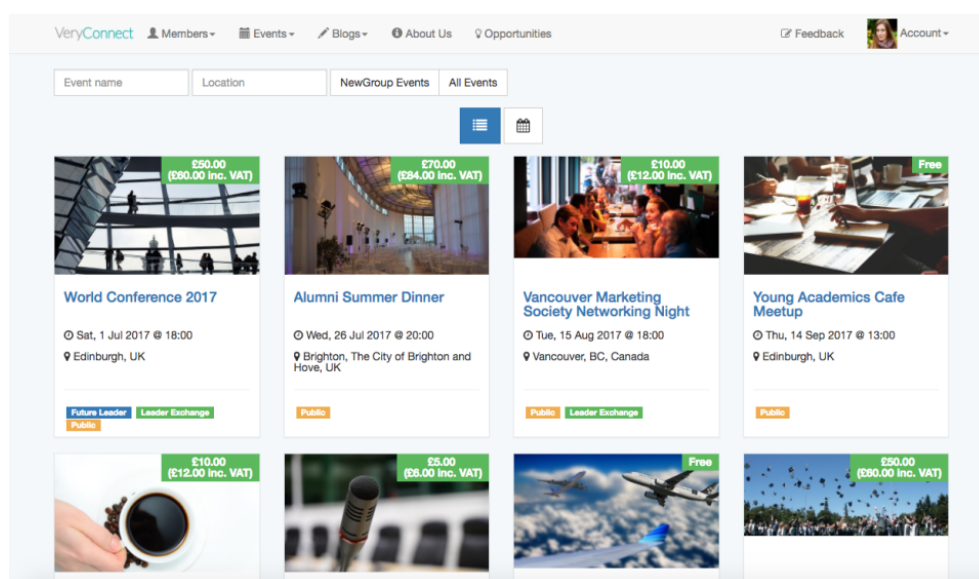 VeryConnect Members Events Blogs About Us Opportunities Feedback Account
Event name Location NewGroup Events All Events
£50.00
(£60.00 inc. VAT)
World Conference 2017
Sat, 1 Jul 2017 @ 18:00
Edinburgh, UK
Future Leader Leader Exchange
Public
£70.00
(£84.00 inc. VAT)
Alumni Summer Dinner
Wed, 26 Jul 2017 @ 20:00
Brighton, The City of Brighton and
Hove, UK
Public
£10.00
(£12.00 inc. VAT)
Vancouver Marketing
Society Networking Night
Tue, 15 Aug 2017 @ 18:00
Vancouver, BC, Canada
Public Leader Exchange
Free
Young Academics Cafe
Meetup
Thu, 14 Sep 2017 @ 13:00
Edinburgh, UK
Public
£10.00
(£12.00 inc. VAT)
£5.00
(£6.00 inc. VAT)
Free
£50.00
(£60.00 inc. VAT)